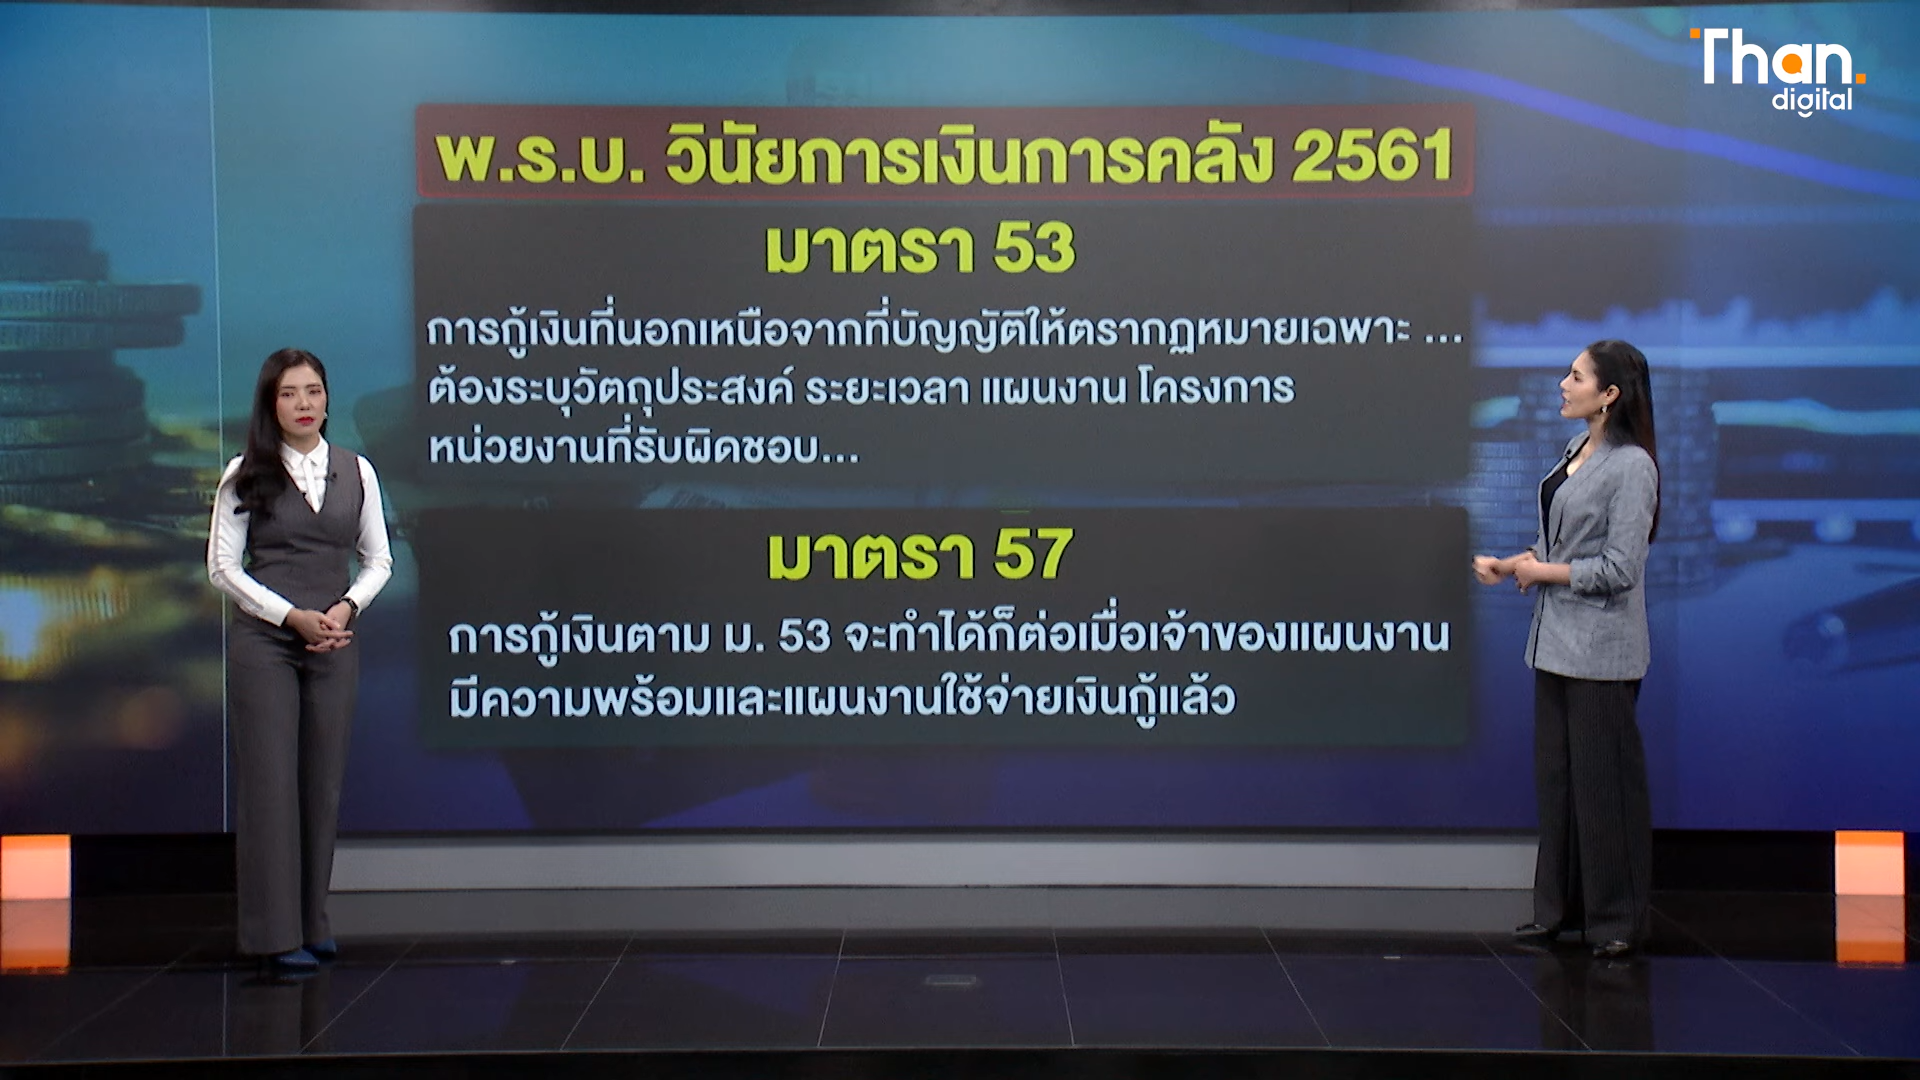 Than.
digital
พ.ร.บ. วินัยการเงินการคลัง 2561
มาตรา 53
การกู้เงินที่นอกเหนือจากที่บัญญัติให้ตรากฎหมายเฉพาะ ...
ต้องระบุวัตถุประสงค์ ระยะเวลา แผนงาน โครงการ
หน่วยงานที่รับผิดชอบ...
มาตรา 57
การกู้เงินตาม ม. 53 จะทำได้ก็ต่อเมื่อเจ้าของแผนงาน
มีความพร้อมและแผนงานใช้จ่ายเงินกู้แล้ว